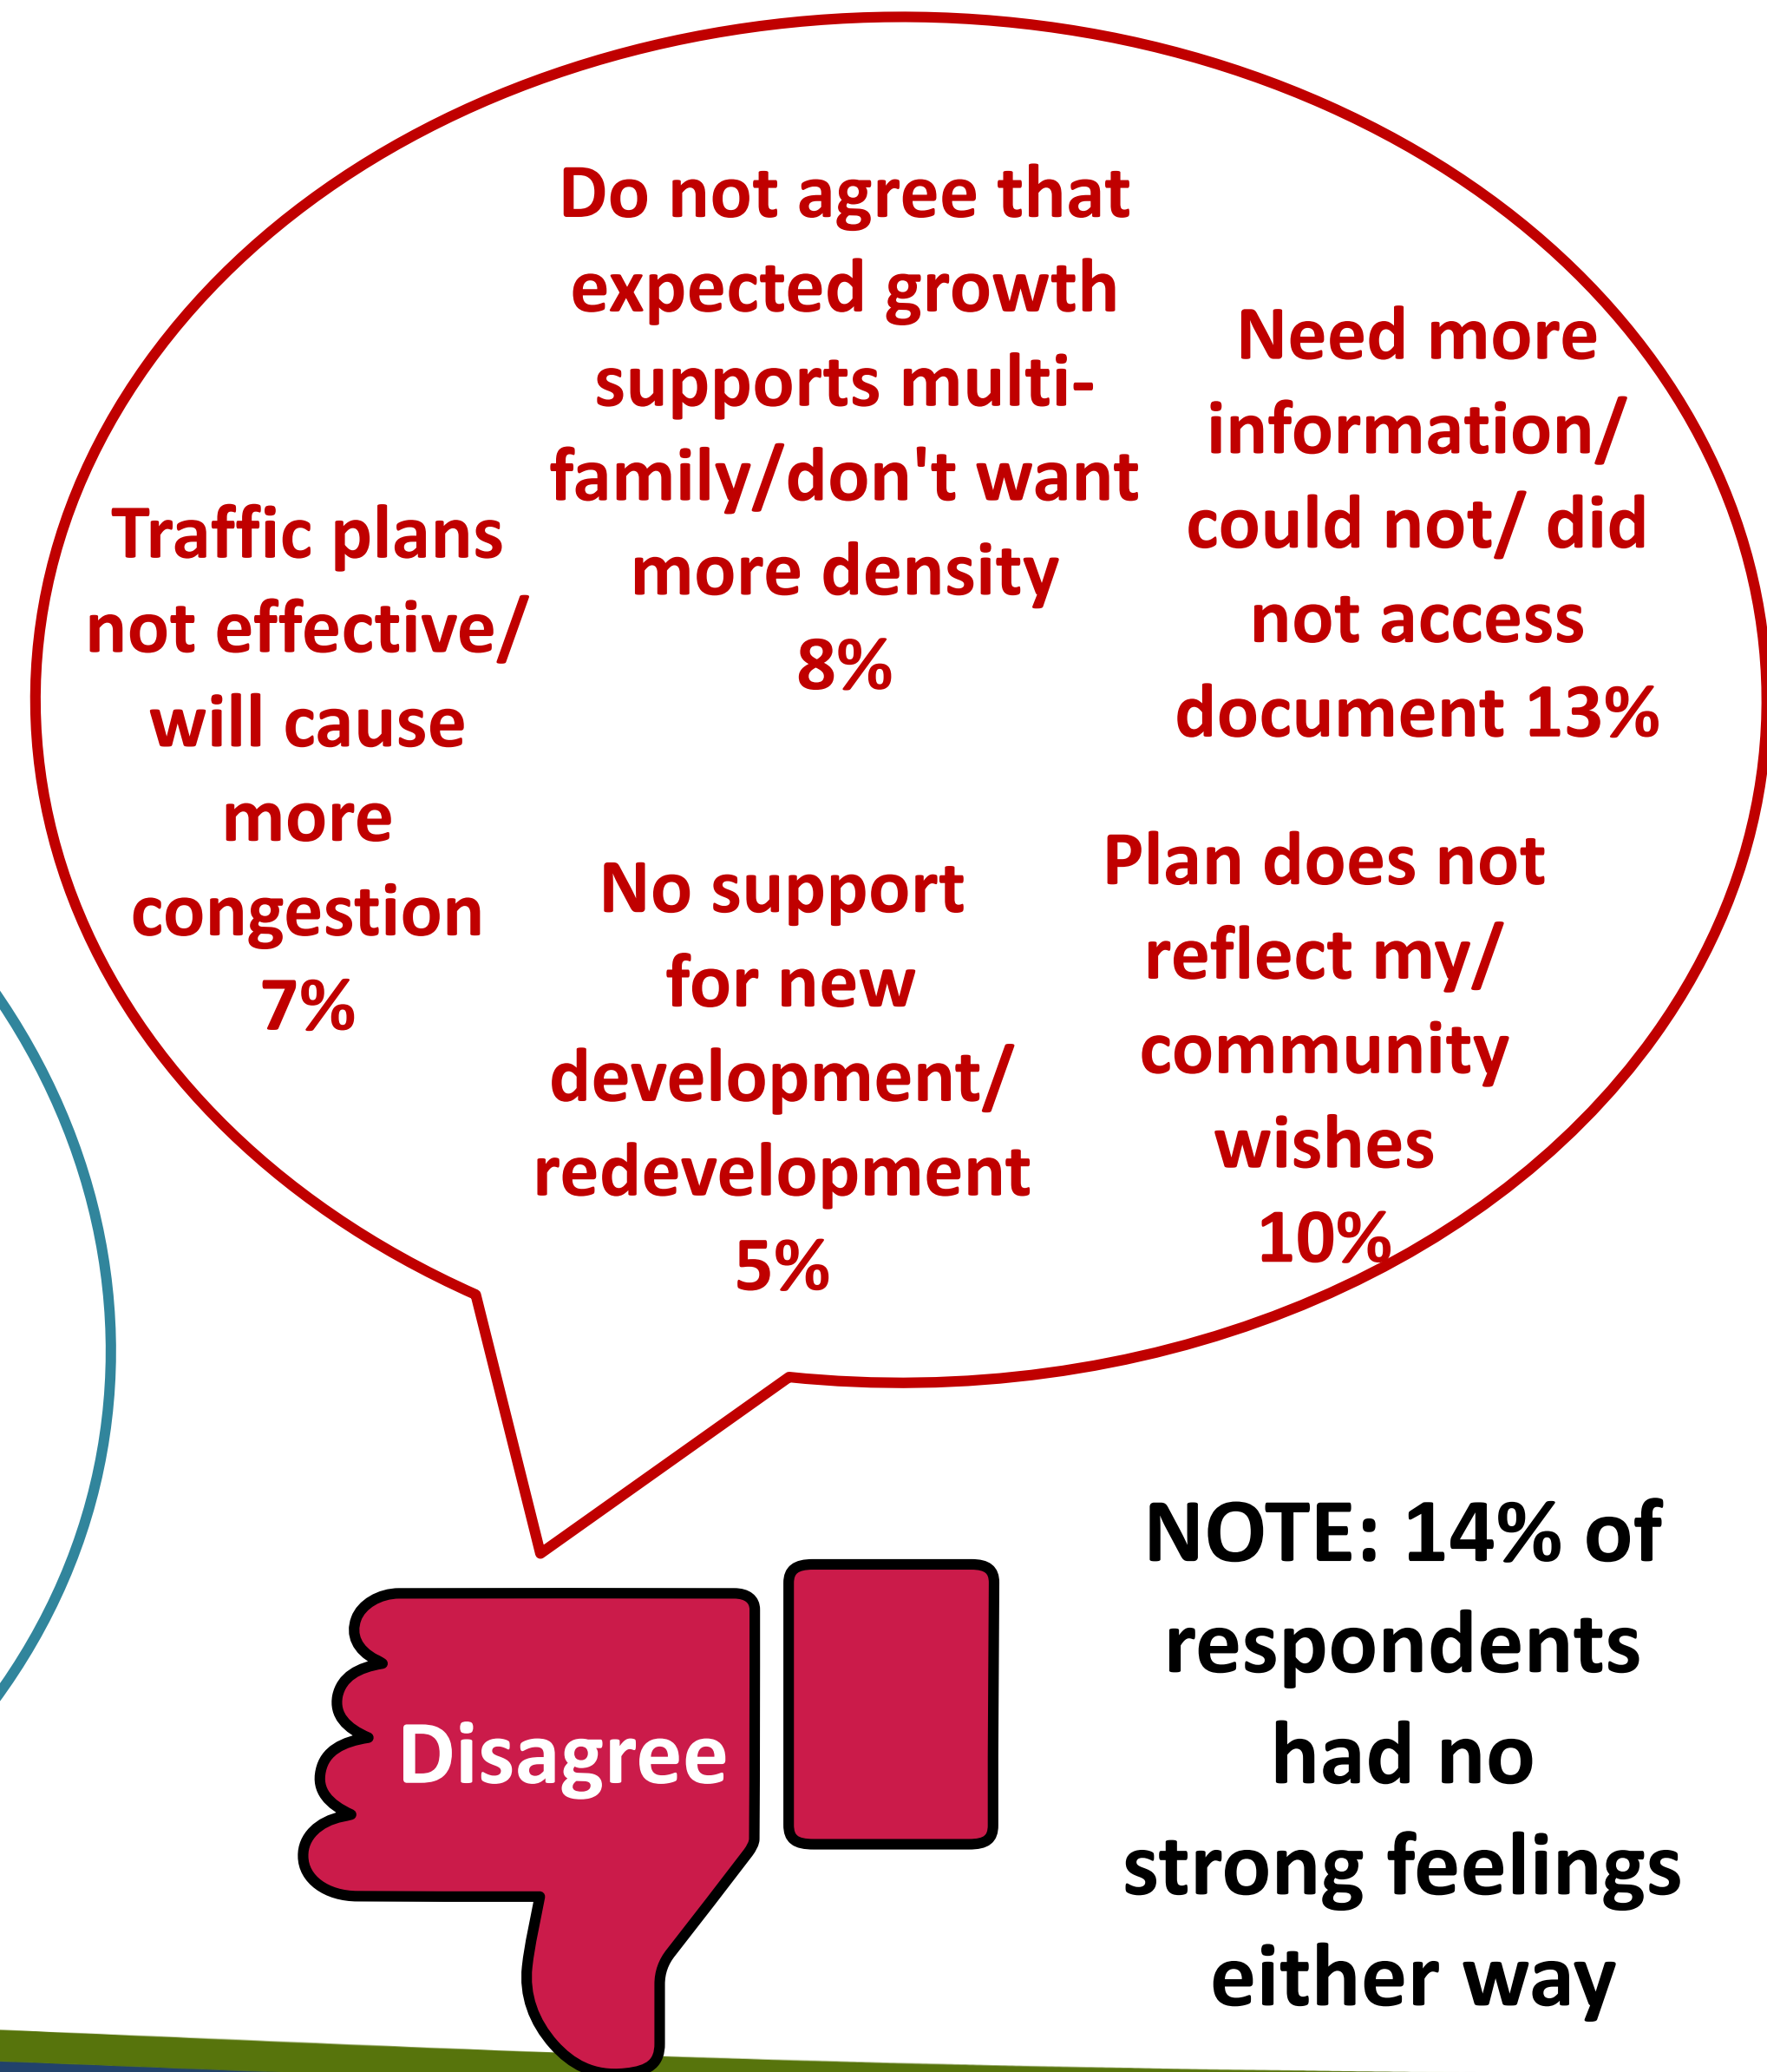 Do not agree that
expected growth
supports multi-
family/don't want
more density
8%
Need more
information/
could not/ did
not access
document 13%
Traffic plans
not effective/
will cause
more
congestion
7%
No support
for new
development/
redevelopment
5%
Plan does not
reflect my/
community
wishes
10%
Disagree
NOTE: 14% of
respondents
had no
strong feelings
either way